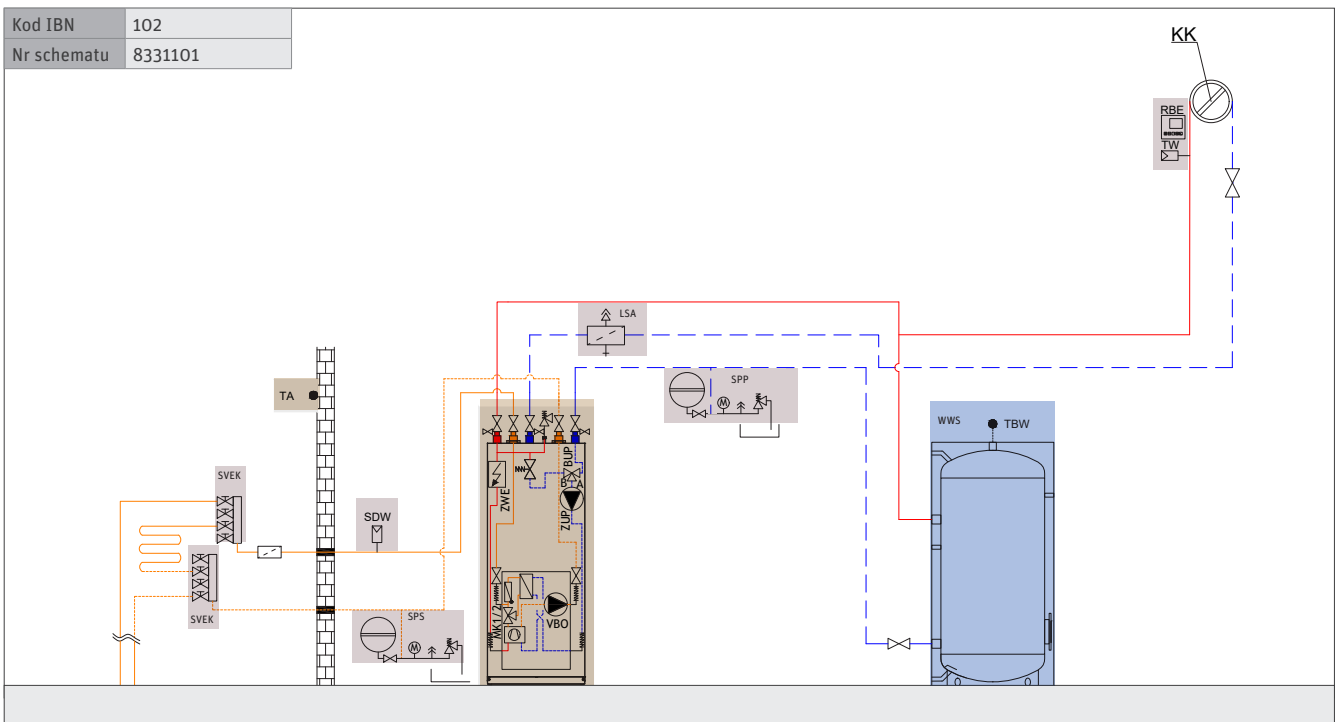 Kod IBN 102
Nr schematu 8331101
KK
RBE
TW
LSA
SPP
M
TA
WWS
TBW
BUP
B A
ZWE
ZUP
SVEK
SDW
SVEK
SPS
M
MK1/2
VBO